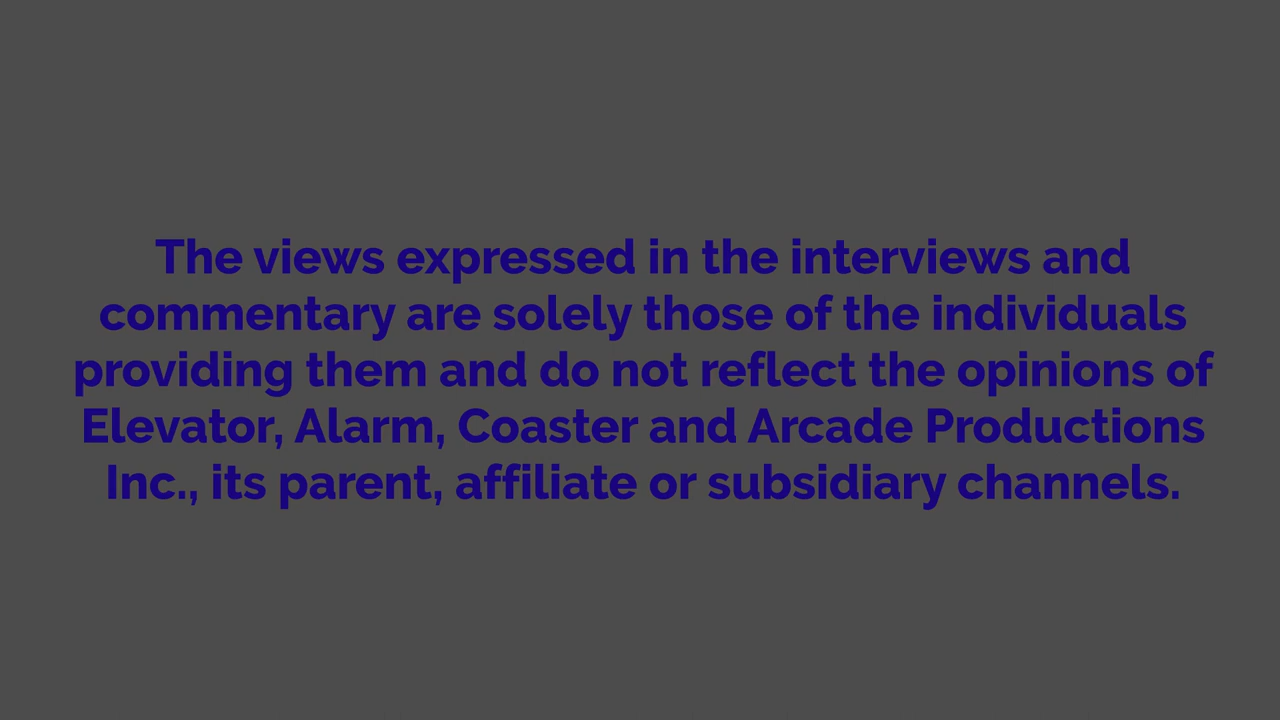 The views expressed in the interviews and
commentary are solely those of the individuals
providing them and do not reflect the opinions of
Elevator, Alarm, Coaster and Arcade Productions
Inc., its parent, affiliate or subsidiary channels.